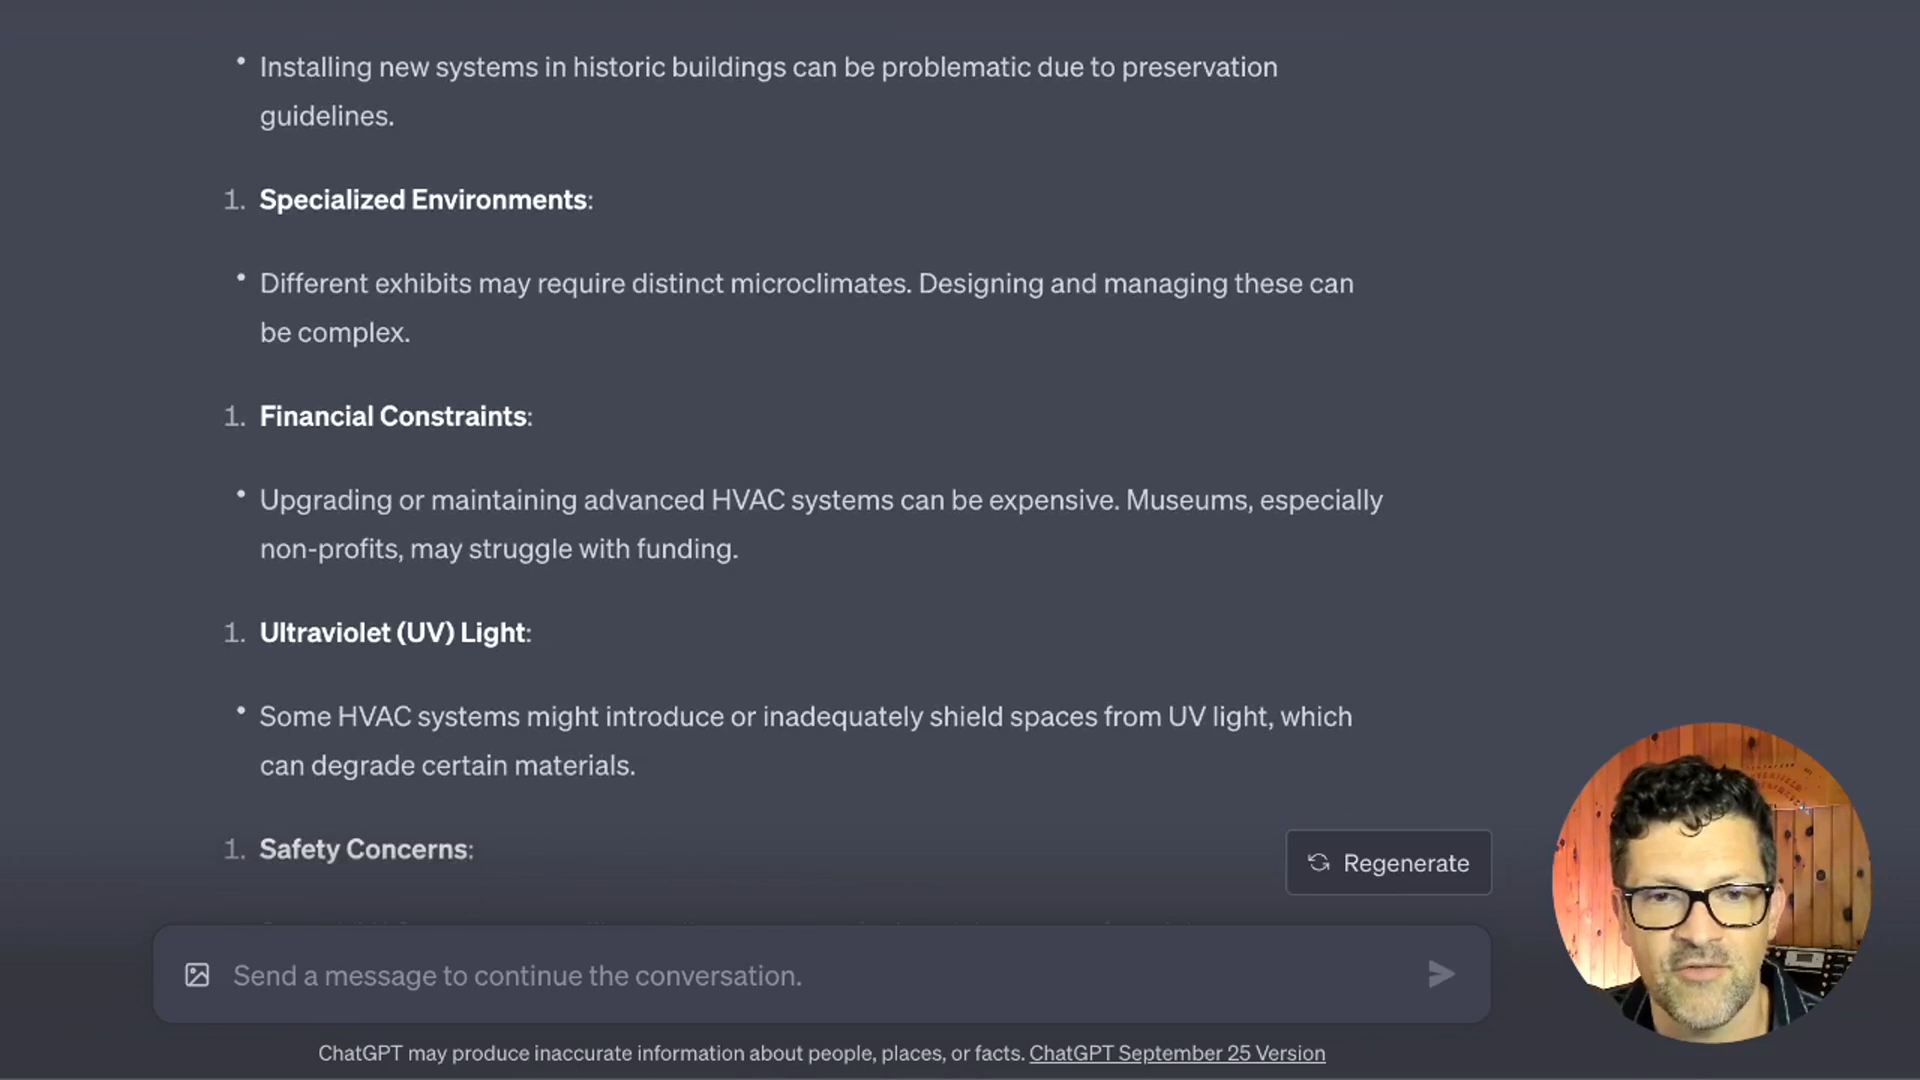 • Installing new systems in historic buildings can be problematic due to preservation
guidelines.
1. Specialized Environments:
• Different exhibits may require distinct microclimates. Designing and managing these can
be complex.
1. Financial Constraints:
• Upgrading or maintaining advanced HVAC systems can be expensive. Museums, especially
non-profits, may struggle with funding.
1. Ultraviolet (UV) Light:
• Some HVAC systems might introduce or inadequately shield spaces from UV light, which
can degrade certain materials.
1. Safety Concerns:
Regenerate
Send a message to continue the conversation.
ChatGPT may produce inaccurate information about people, places, or facts. ChatGPT September 25 Version